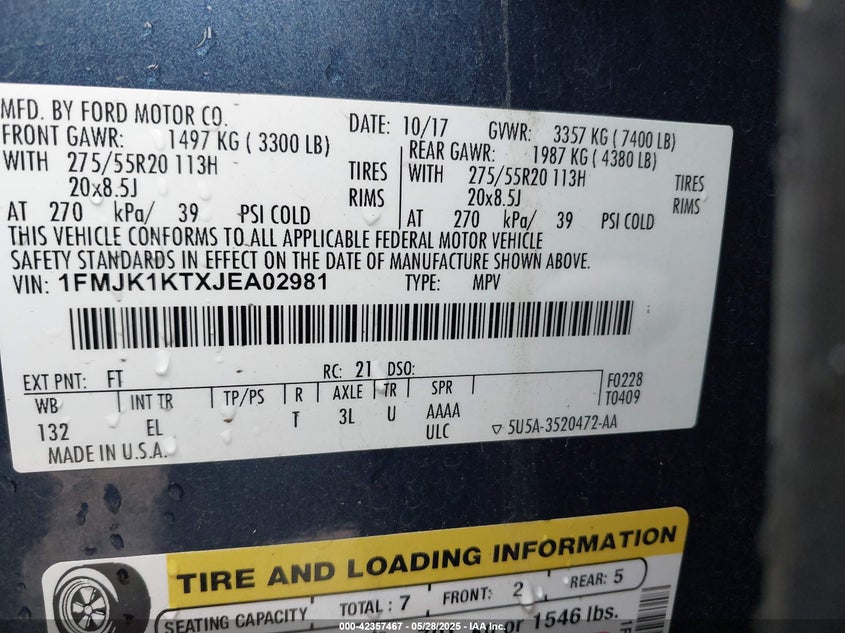 MFD. BY FORD MOTOR CO.
DATE: 10/17 GVWR: 3357 KG ( 7400 LB)
FRONT GAWR: 1497 KG ( 3300 LB)
REAR GAWR: 1987 KG ( 4380 LB)
WITH 275/55R20 113H TIRES
WITH 275/55R20 113H TIRES
20x8.5J RIMS
20x8.5J RIMS
AT 270 kPa/ 39 PSI COLD
AT 270 kPa/ 39 PSI COLD
THIS VEHICLE CONFORMS TO ALL APPLICABLE FEDERAL MOTOR VEHICLE
SAFETY STANDARDS IN EFFECT ON THE DATE OF MANUFACTURE SHOWN ABOVE.
VIN: 1FMJK1KTXJEA02981 TYPE: MPV
EXT PNT: FT RC: 21 DSO:
WB INT TR TP/PS R AXLE TR SPR F0228
T0409
132 EL T 3L U AAAA
ULC ▽ 5U5A-3520472-AA
MADE IN U.S.A.
TIRE AND LOADING INFORMATION
SEATING CAPACITY TOTAL : 7 FRONT: 2 REAR: 5
or 1546 lbs.
000-42357467 - 05/28/2025 - IAA Inc.